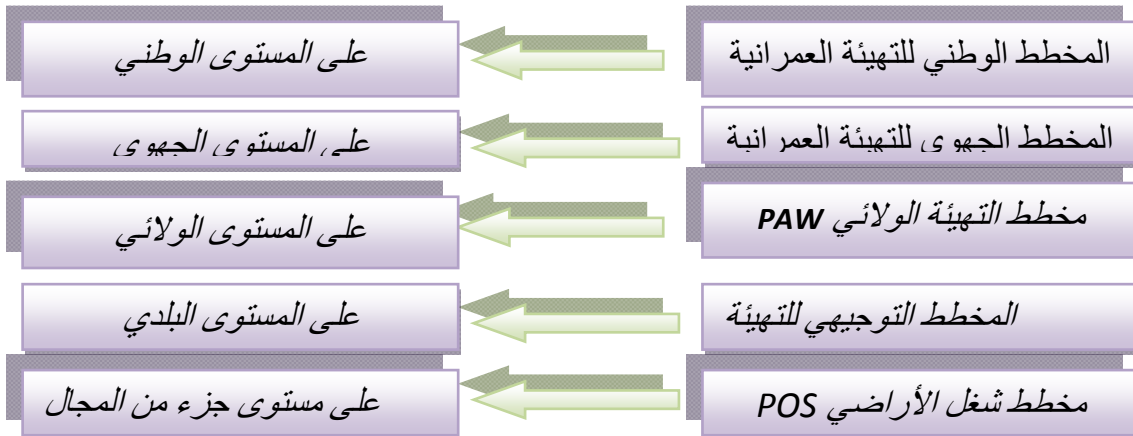 المخطط الوطني للتهيئة العمرانية
على المستوى الوطني
المخطط الجهوي للتهيئة العمرانية
على المستوى الجهوي
مخطط التهيئة الولائي PAW
على المستوى الولائي
المخطط التوجيهي للتهيئة
على المستوى البلدي
مخطط شغل الأراضي POS
على مستوى جزء من المجال